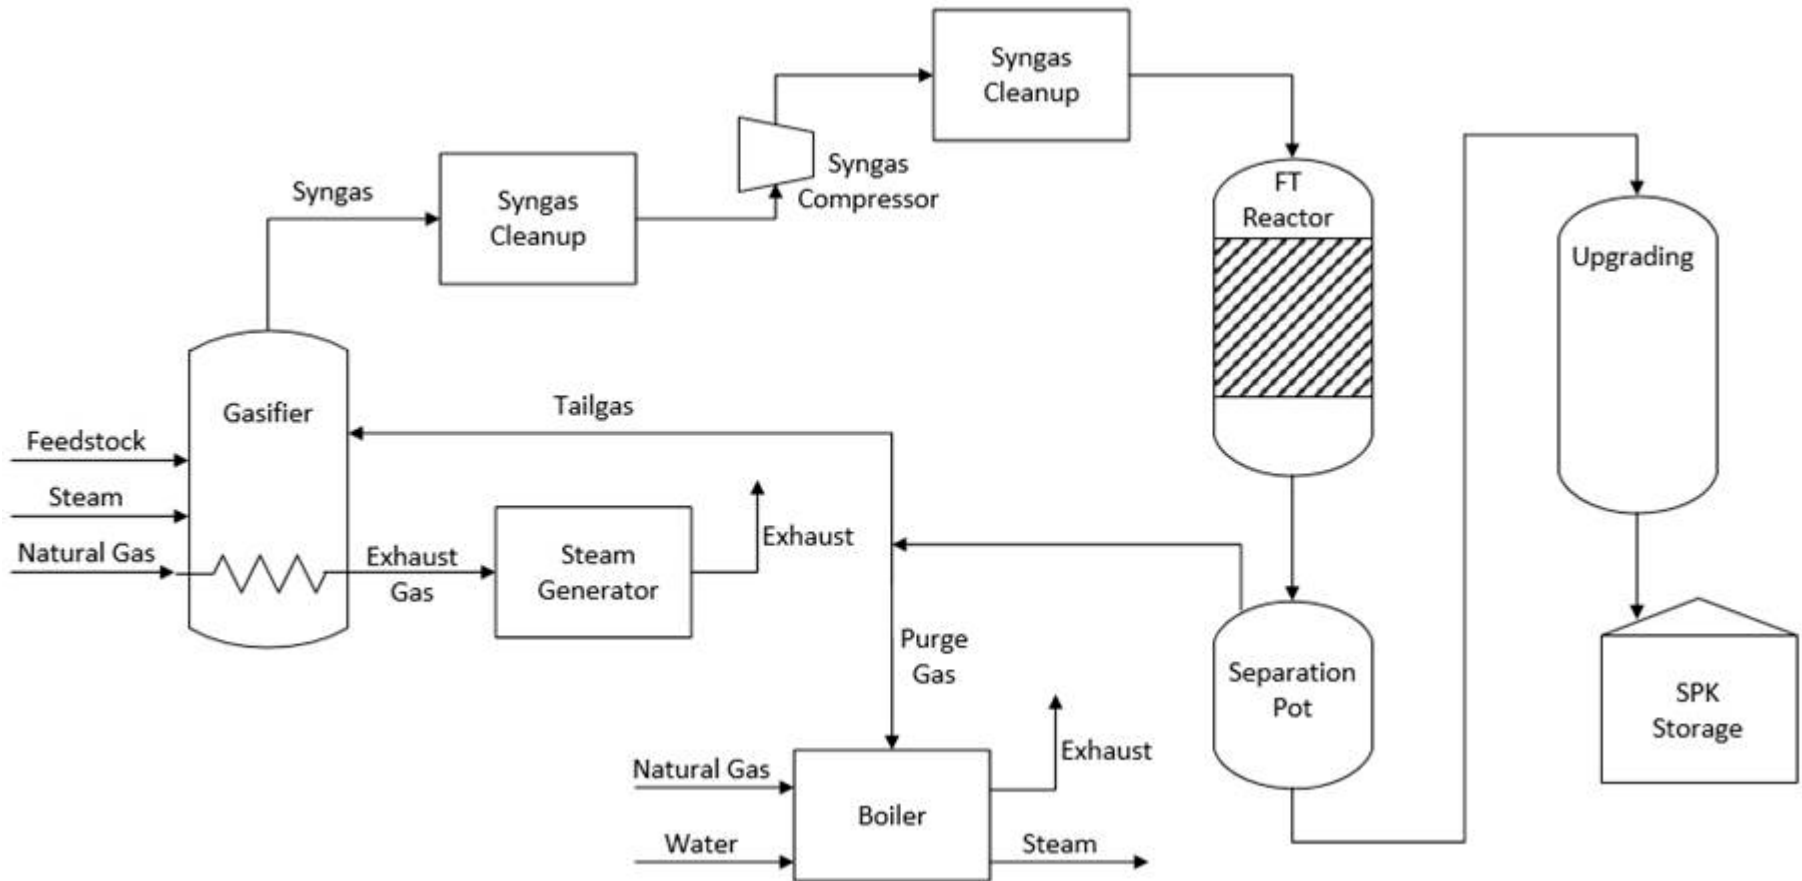 Syngas
Cleanup
Syngas
Compressor
Syngas
Syngas
Cleanup
FT
Reactor
Upgrading
Gasifier
Tailgas
Feedstock
Steam
Natural Gas
Exhaust
Gas
Steam
Generator
Exhaust
Purge
Gas
Separation
Pot
SPK
Storage
Natural Gas
Water
Boiler
Exhaust
Steam